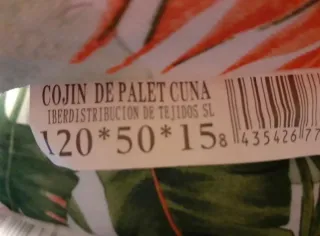 COJIN DE PALET CUNA
IBERDISTRIBUCION DE TEJIDOS SL
120*50*15
8 435426 77